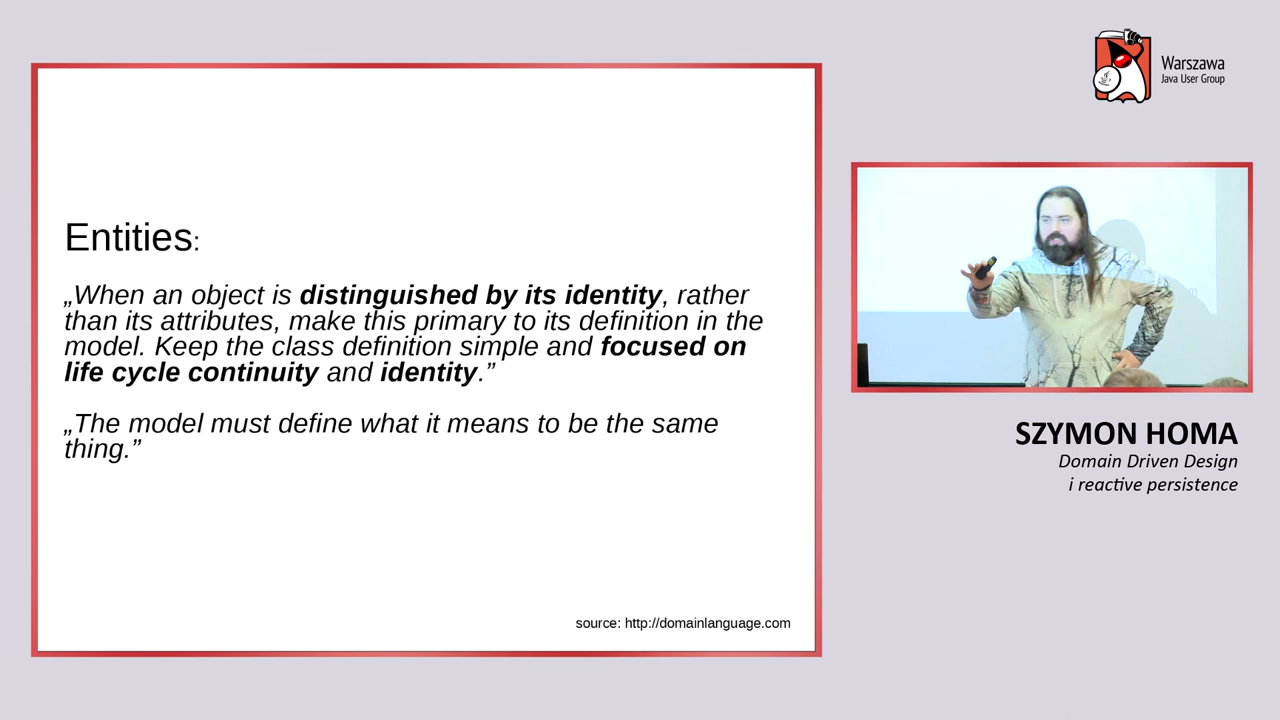 Warszawa
Java User Group
Entities:
„When an object is distinguished by its identity, rather
than its attributes, make this primary to its definition in the
model. Keep the class definition simple and focused on
life cycle continuity and identity.”
„The model must define what it means to be the same
thing.”
source: http://domainlanguage.com
SZYMON HOMA
Domain Driven Design
i reactive persistence